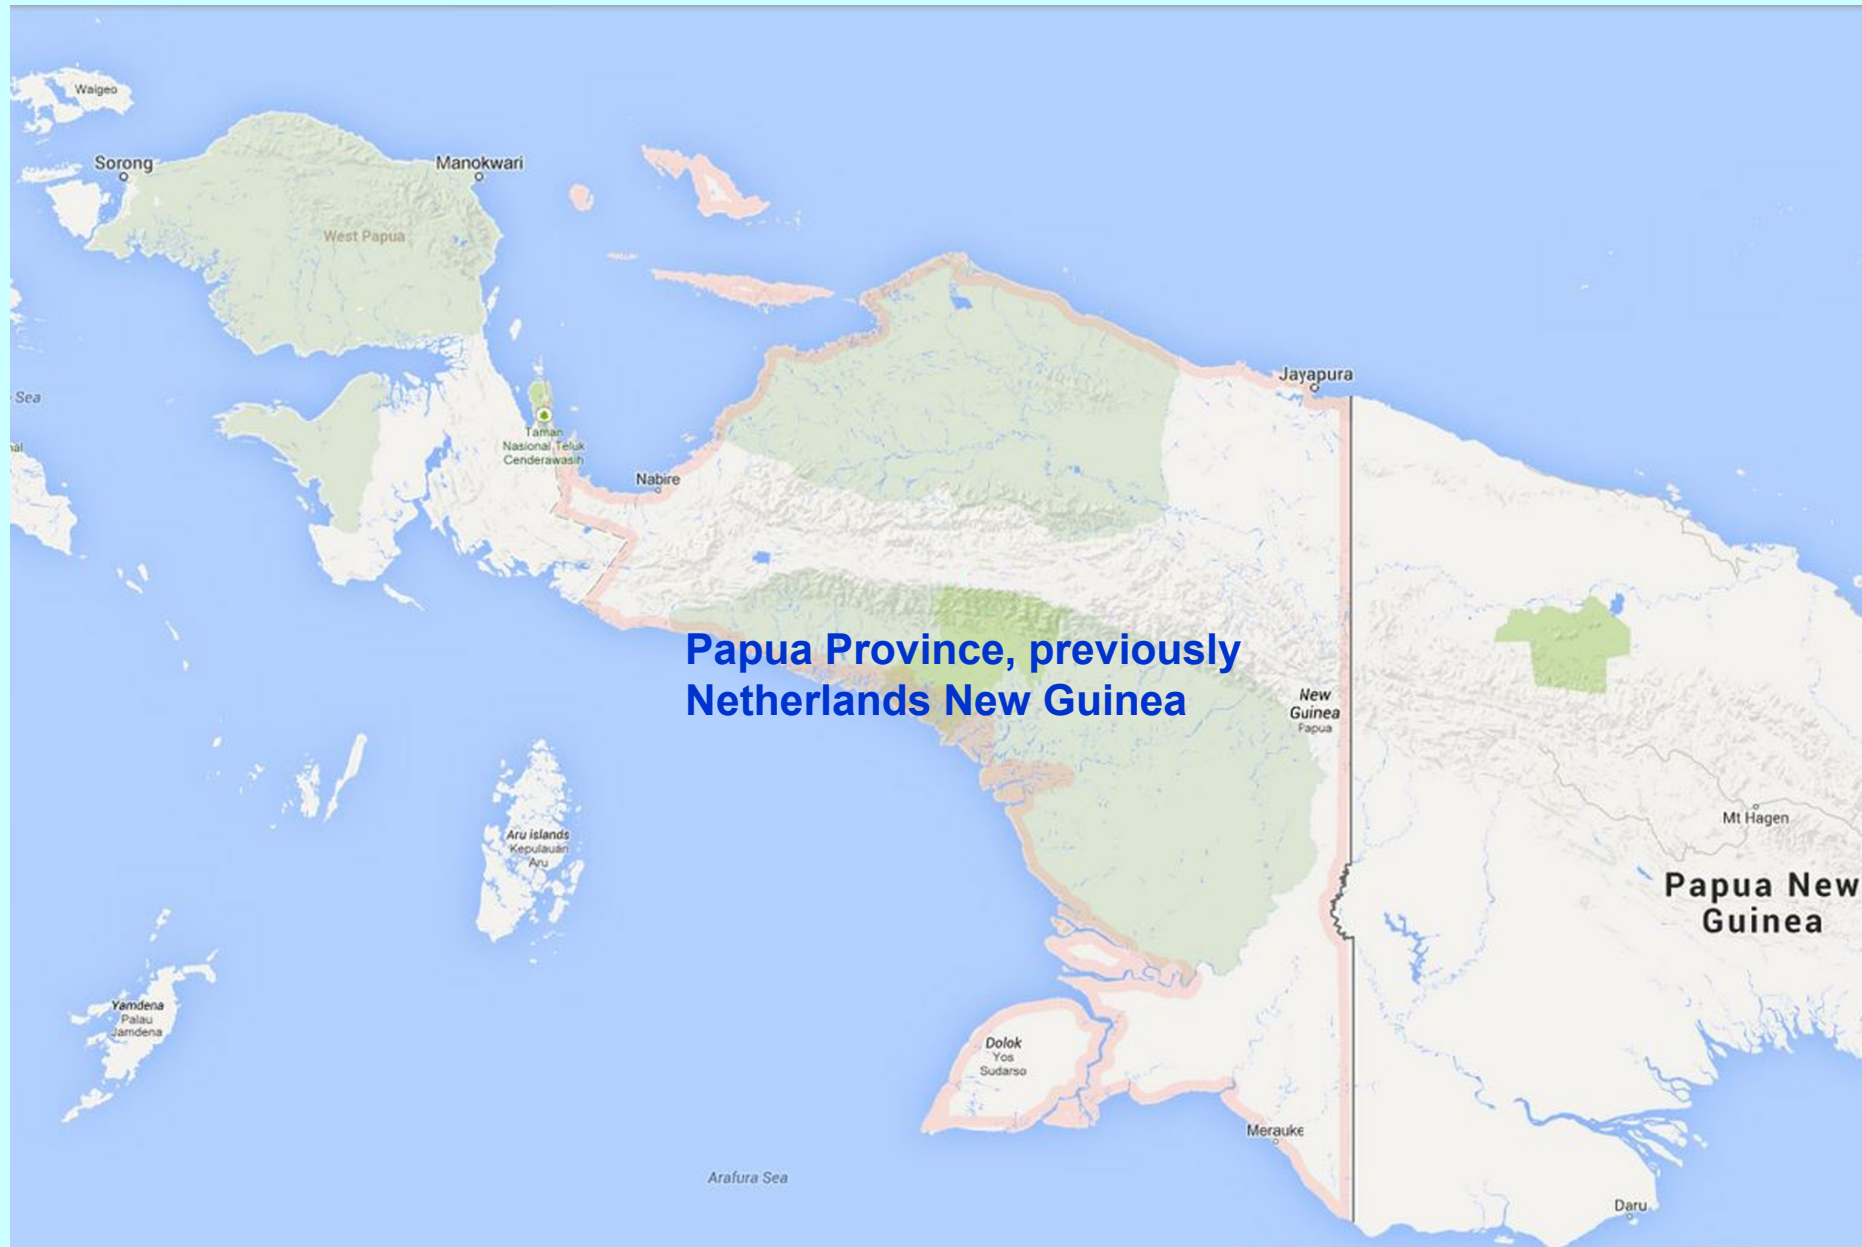 Waigeo
Sorong
Manokwari
West Papua
Jayapura
Sea
Taman
Nasional Teluk
Cenderawasih
Nabire
Papua Province, previously
Netherlands New Guinea
New
Guinea
Papua
Mt Hagen
Aru islands
Kepulauan
Aru
Papua New
Guinea
Yamdena
Palau
Jamdena
Dolok
Yos
Sudarso
Merauke
Arafura Sea
Daru